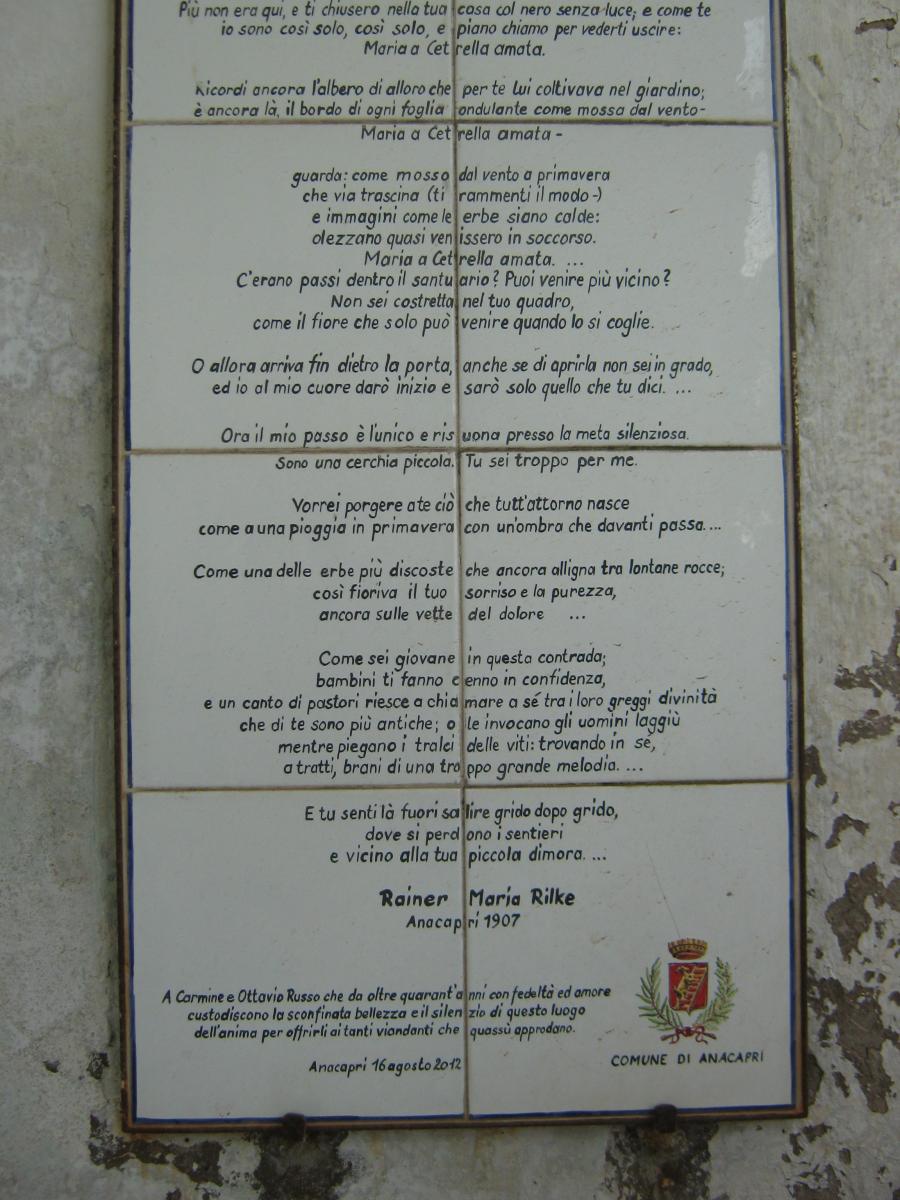 Più non era qui, e ti chiusero nella tua casa col nero senza luce; e come te
io sono così solo, così solo, e piano chiamo per vederti uscire:
Maria a Cetrella amata.
Ricordi ancora l'albero di alloro che per te Lui coltivava nel giardino;
è ancora là, il bordo di ogni foglia ondulante come mossa dal vento-
Maria a Cetrella amata -
guarda: come mosso dal vento a primavera
che via trascina (ti rammenti il modo -)
e immagini come le erbe siano calde:
olezzano quasi venissero in soccorso.
Maria a Cetrella amata. ...
C'erano passi dentro il santuario? Puoi venire più vicino?
Non sei costretta nel tuo quadro,
come il fiore che solo può venire quando lo si coglie.
O allora arriva fin dietro la porta, anche se di aprirla non sei in grado,
ed io al mio cuore darò inizio e sarò solo quello che tu dici. ...
Ora il mio passo è l'unico e risuona presso la meta silenziosa.
Sono una cerchia piccola. Tu sei troppo per me.
Vorrei porgere a te ciò che tutt'attorno nasce
come a una pioggia in primavera con un'ombra che davanti passa....
Come una delle erbe più discoste che ancora alligna tra lontane rocce;
così fioriva il tuo sorriso e la purezza,
ancora sulle vette del dolore ...
Come sei giovane in questa contrada;
bambini ti fanno cenno in confidenza,
e un canto di pastori riesce a chiamare a sé tra i loro greggi divinità
che di te sono più antiche; o le invocano gli uomini laggiù
mentre piegano i tralci delle viti: trovando in sè,
a tratti, brani di una troppo grande melodia. ...
E tu senti là fuori salire grido dopo grido,
dove si perdono i sentieri
e vicino alla tua piccola dimora. ...
Rainer Maria Rilke
Anacapri 1907
A Carmine e Ottavio Russo che da oltre quarant'anni con fedeltà ed amore
custodiscono la sconfinata bellezza e il silenzio di questo luogo
dell'anima per offrirli ai tanti viandanti che quassù approdano.
Anacapri 16 agosto 2012
COMUNE DI ANACAPRI